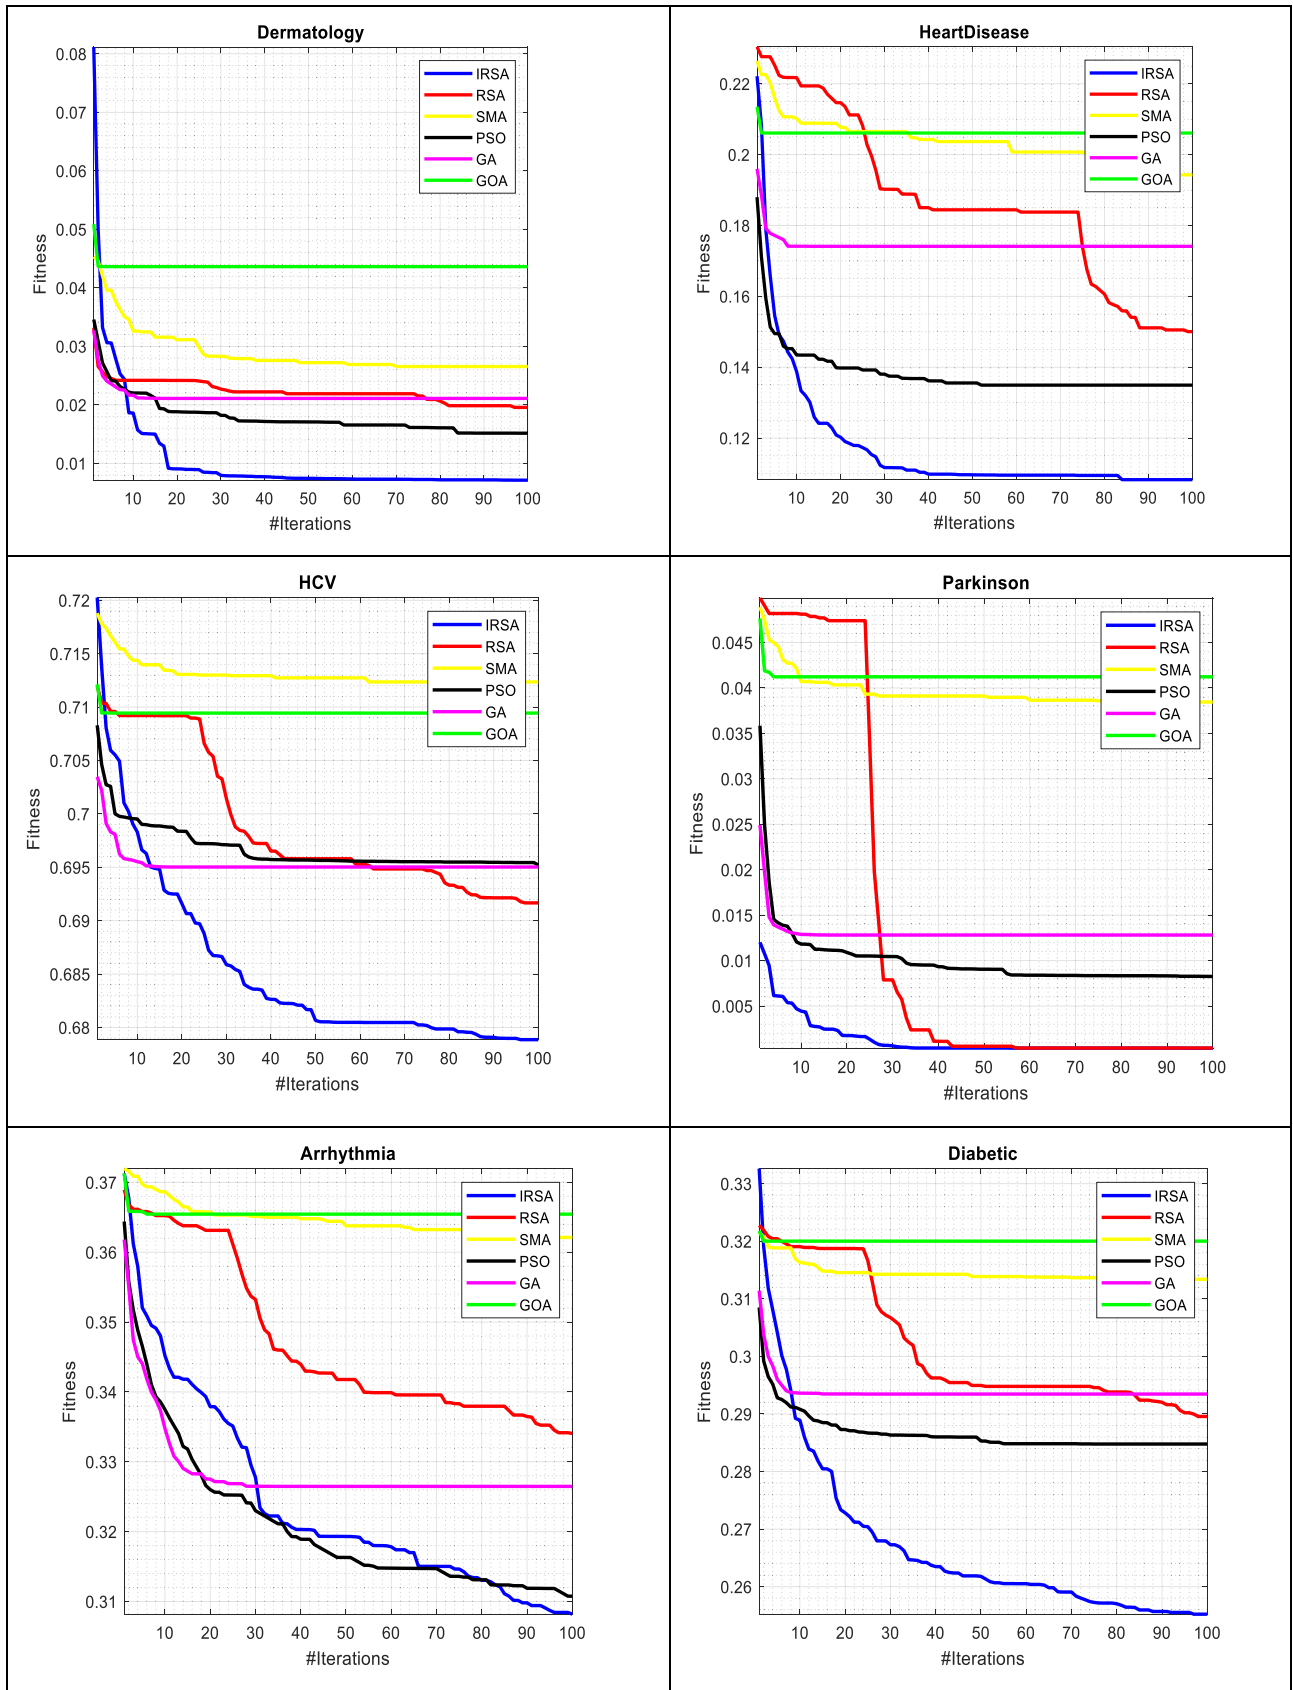 Dermatology
0.08
0.07
0.06
0.05
0.04
0.03
0.02
0.01
Fitness
10 20 30 40 50 60 70 80 90 100
#Iterations
IRSA
RSA
SMA
PSO
GA
GOA
HeartDisease
0.22
0.2
0.18
0.16
0.14
0.12
Fitness
10 20 30 40 50 60 70 80 90 100
#Iterations
IRSA
RSA
SMA
PSO
GA
GOA
HCV
0.72
0.715
0.71
0.705
0.7
0.695
0.69
0.685
0.68
Fitness
10 20 30 40 50 60 70 80 90 100
#Iterations
IRSA
RSA
SMA
PSO
GA
GOA
Parkinson
0.045
0.04
0.035
0.03
0.025
0.02
0.015
0.01
0.005
Fitness
10 20 30 40 50 60 70 80 90 100
#Iterations
IRSA
RSA
SMA
PSO
GA
GOA
Arrhythmia
0.37
0.36
0.35
0.34
0.33
0.32
0.31
Fitness
10 20 30 40 50 60 70 80 90 100
#Iterations
IRSA
RSA
SMA
PSO
GA
GOA
Diabetic
0.33
0.32
0.31
0.3
0.29
0.28
0.27
0.26
Fitness
10 20 30 40 50 60 70 80 90 100
#Iterations
IRSA
RSA
SMA
PSO
GA
GOA